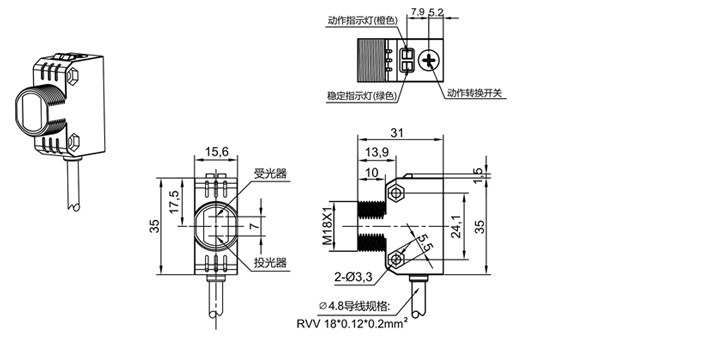 动作指示灯(橙色)
7.9
5.2
稳定指示灯(绿色)
动作转换开关
15,6
受光器
35
17,5
7
投光器
31
13,9
10
1,5
M18X1
24,1
35
5,5
2-Ø3,3
Ø4.8导线规格:
RVV 18*0.12*0.2mm²